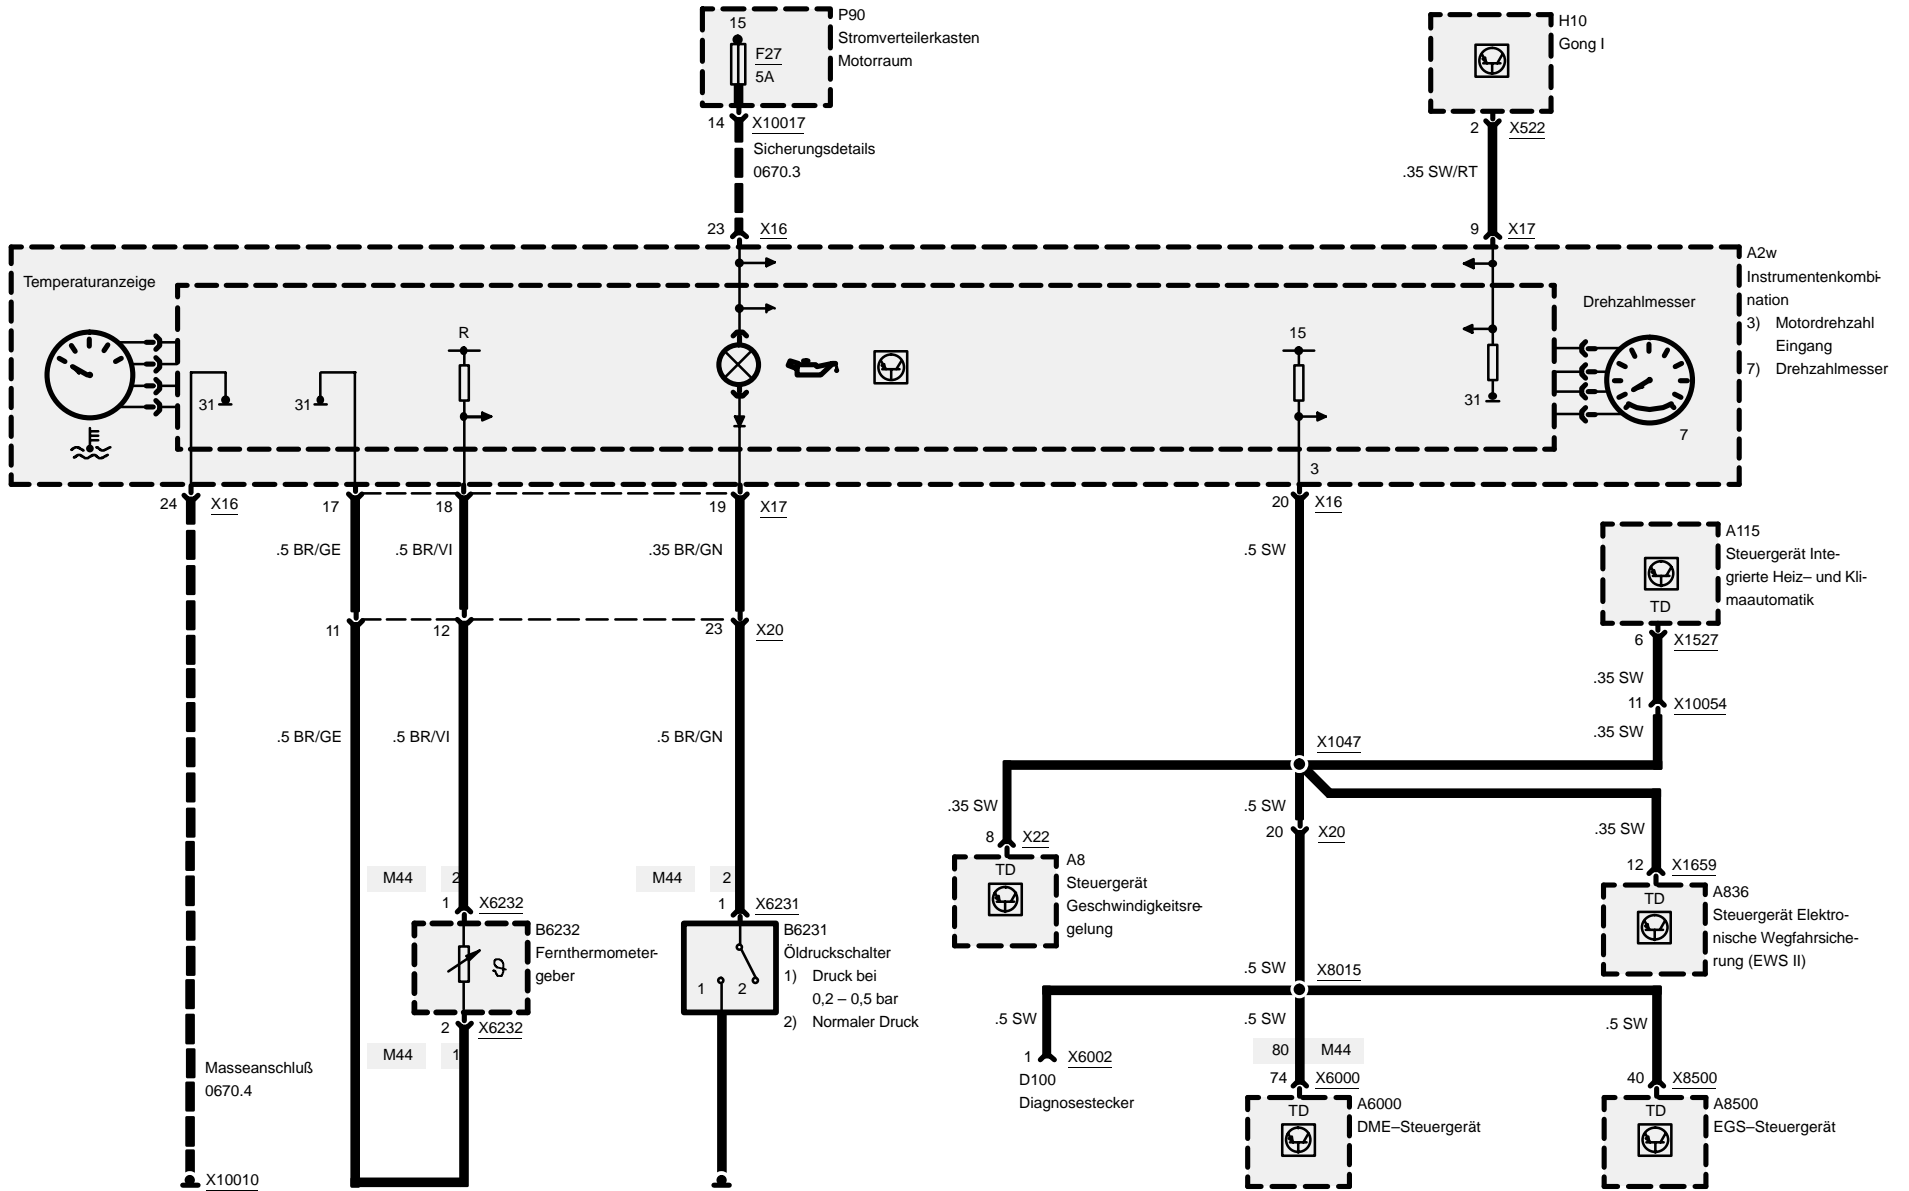 15
F27
5A
P90
Stromverteilerkasten
Motorraum
14
X10017
Sicherungsdetails
0670.3
23
X16
H10
Gong I
2
X522
.35 SW/RT
9
X17
A2w
Instrumentenkombi-
nation
3) Motordrehzahl
Eingang
7) Drehzahlmesser
Temperaturanzeige
Drehzahlmesser
31
31
R
15
31
7
3
24
X16
17
18
19
X17
20
X16
.5 BR/GE
.5 BR/VI
.35 BR/GN
.5 SW
11
12
23
X20
.5 BR/GE
.5 BR/VI
.5 BR/GN
A115
Steuergerät Inte-
grierte Heiz– und Kli-
maautomatik
TD
6
X1527
.35 SW
11
X10054
.35 SW
X1047
.35 SW
.5 SW
.35 SW
8
X22
20
X20
12
X1659
TD
A8
Steuergerät
Geschwindigkeitsre-
gelung
TD
A836
Steuergerät Elektro-
nische Wegfahrsiche-
rung (EWS II)
M44
2
1
X6232
B6232
Fernthermometer-
geber
ϑ
2
X6232
M44
1
M44
2
1
X6231
B6231
Öldruckschalter
1) Druck bei
0,2 – 0,5 bar
2) Normaler Druck
1
2
.5 SW
X8015
.5 SW
.5 SW
.5 SW
1
X6002
D100
Diagnosestecker
80
M44
74
X6000
TD
A6000
DME–Steuergerät
40
X8500
TD
A8500
EGS–Steuergerät
Masseanschluß
0670.4
X10010